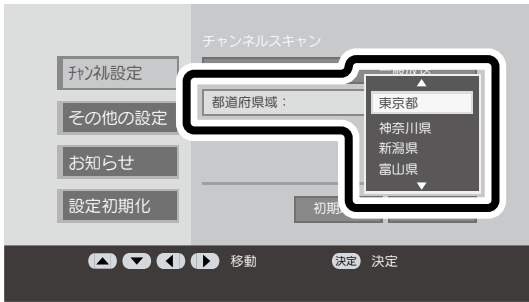 チャンネルスキャン
ﾁｬﾝﾈﾙ設定
都道府県域：
東京都
神奈川県
新潟県
富山県
その他の設定
お知らせ
設定初期化
初期
移動
決定 決定